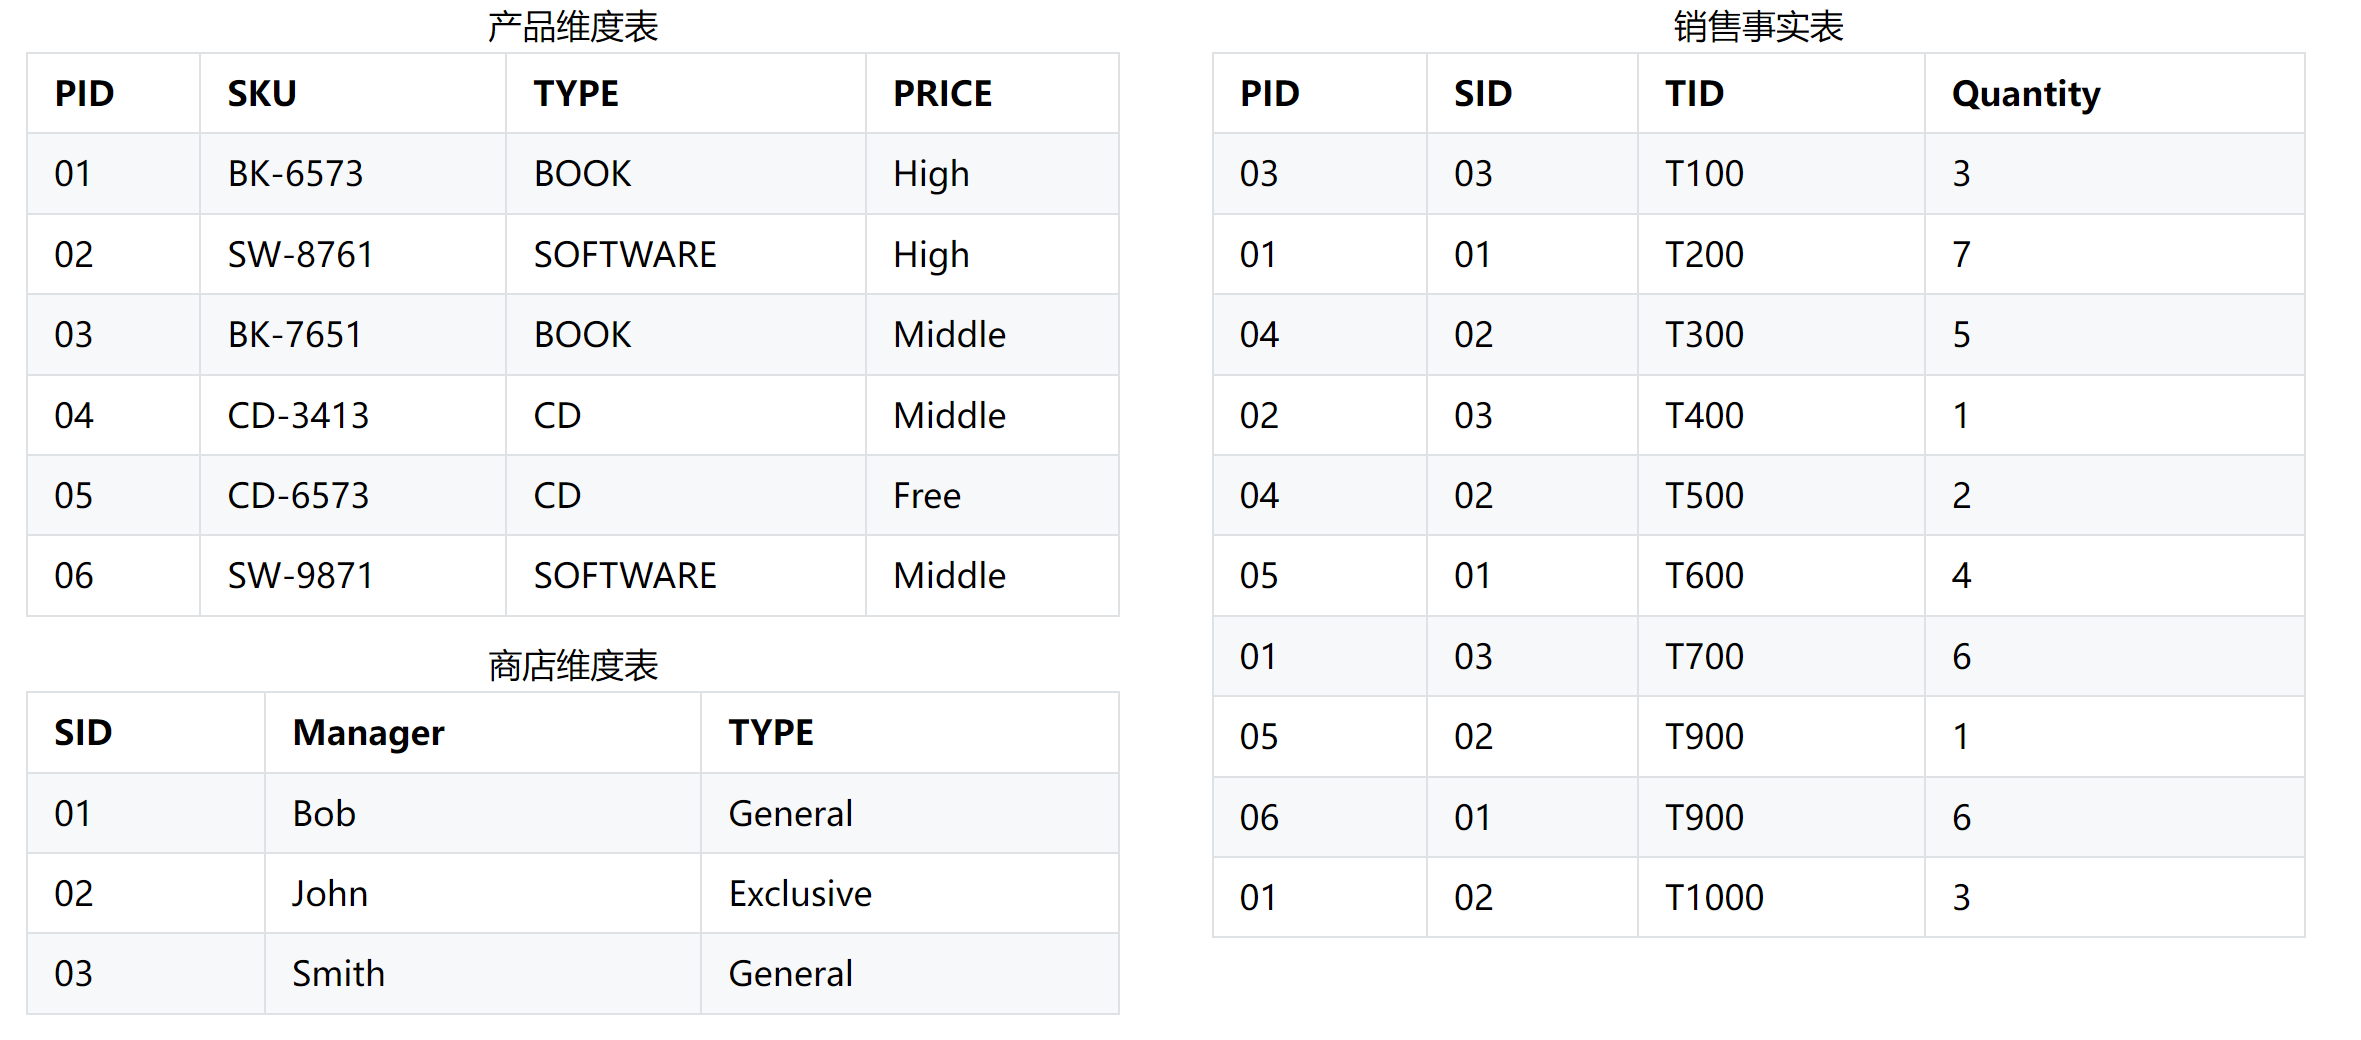 产品维度表
PID SKU TYPE PRICE
01 BK-6573 BOOK High
02 SW-8761 SOFTWARE High
03 BK-7651 BOOK Middle
04 CD-3413 CD Middle
05 CD-6573 CD Free
06 SW-9871 SOFTWARE Middle
商店维度表
SID Manager TYPE
01 Bob General
02 John Exclusive
03 Smith General
销售事实表
PID SID TID Quantity
03 03 T100 3
01 01 T200 7
04 02 T300 5
02 03 T400 1
04 02 T500 2
05 01 T600 4
01 03 T700 6
05 02 T900 1
06 01 T900 6
01 02 T1000 3